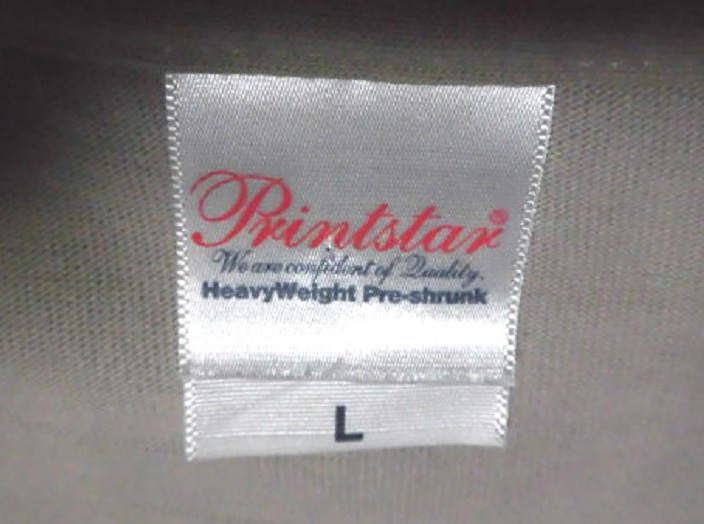 Printstar®
We are confident of Quality.
HeavyWeight Pre-shrunk
L